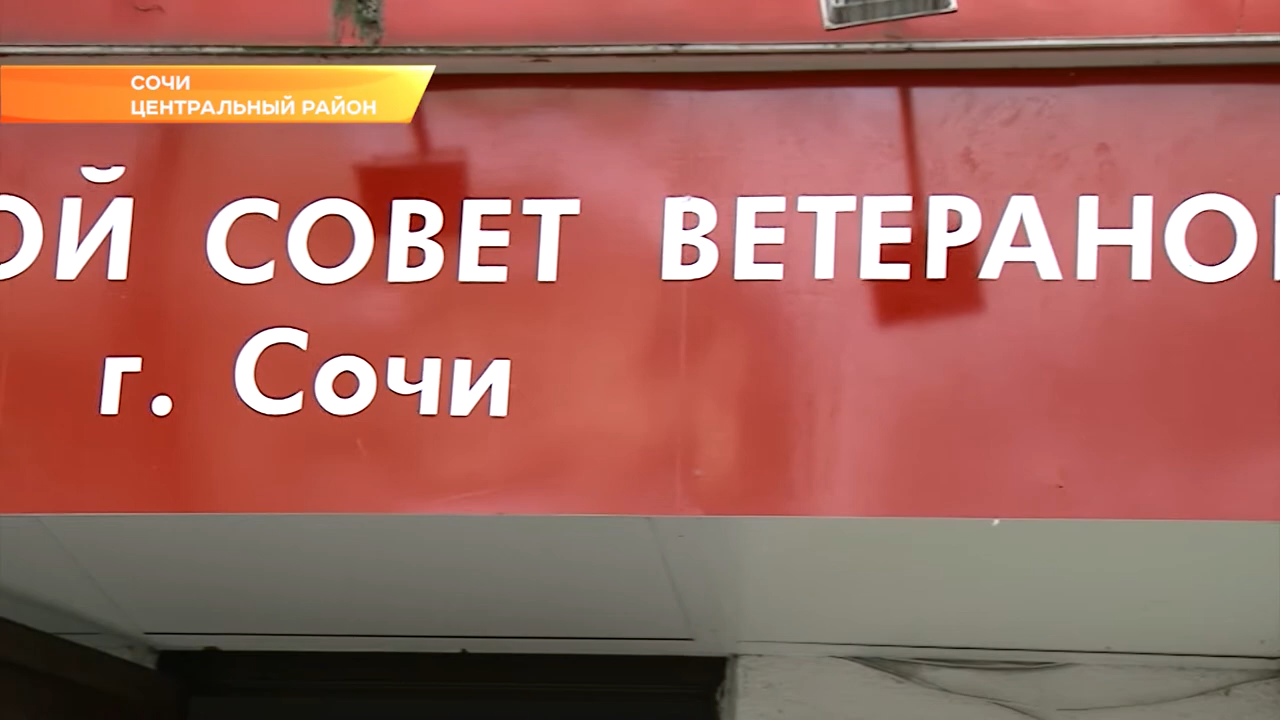 СОЧИ
ЦЕНТРАЛЬНЫЙ РАЙОН
ОЙ СОВЕТ ВЕТЕРАНО
г. Сочи